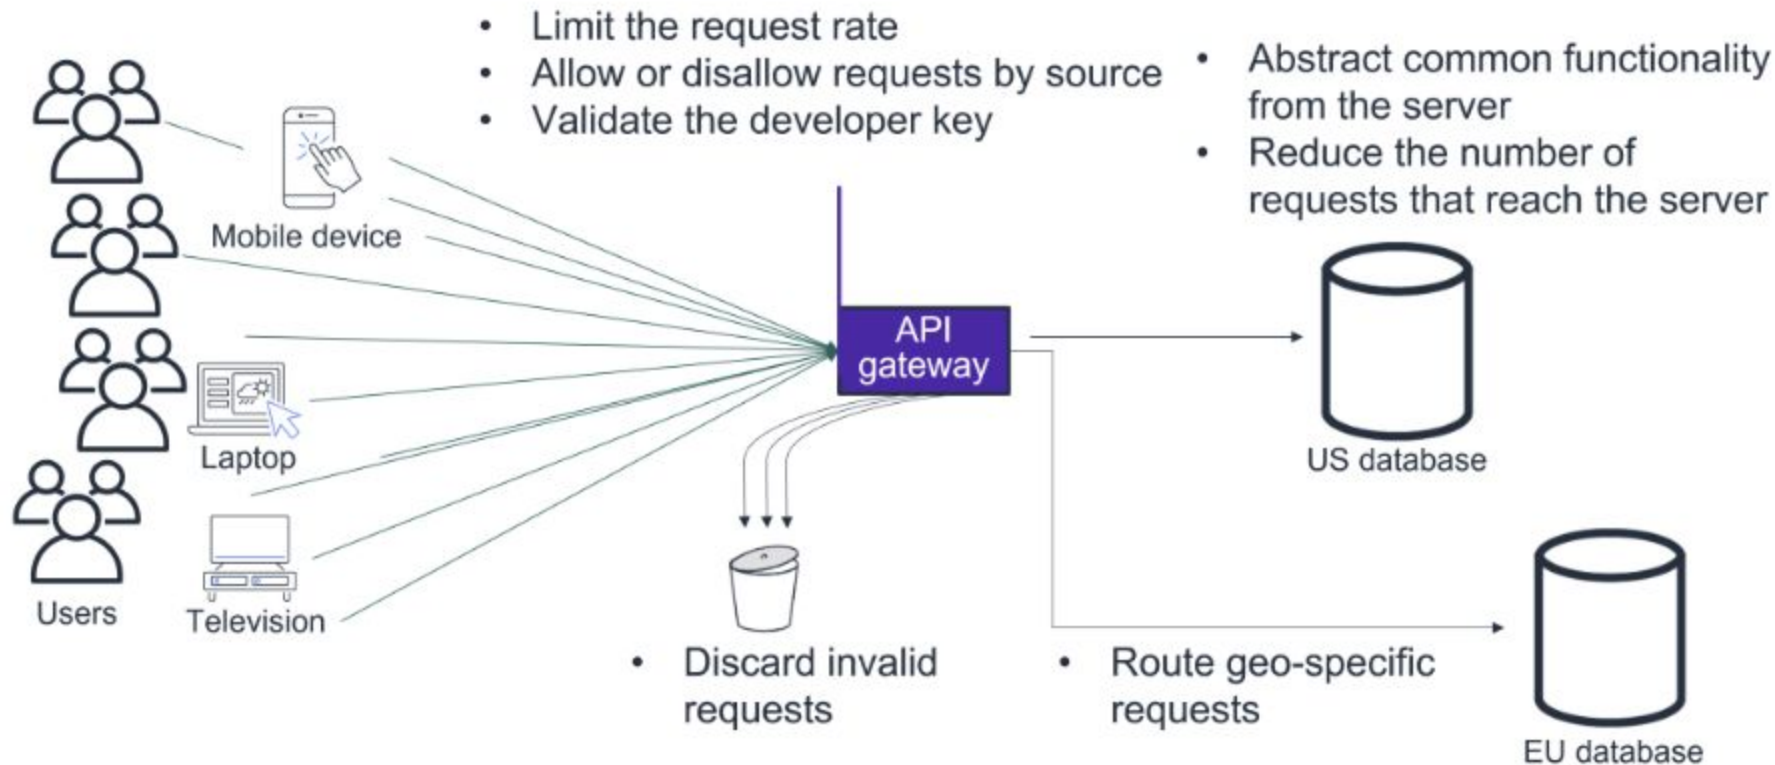 • Limit the request rate
• Allow or disallow requests by source
• Validate the developer key
• Abstract common functionality
from the server
• Reduce the number of
requests that reach the server
Mobile device
API
gateway
Laptop
US database
Users
Television
• Discard invalid
requests
• Route geo-specific
requests
EU database